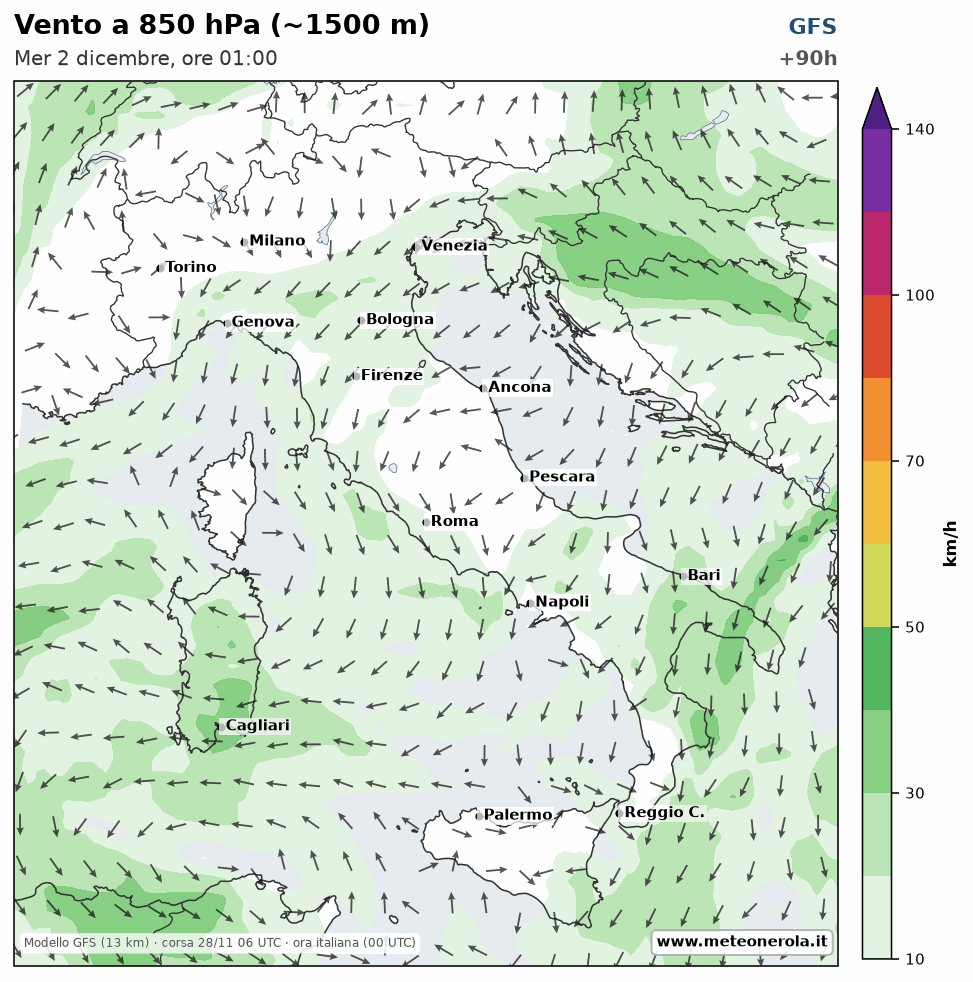 Vento a 850 hPa (~1500 m)
GFS
Mer 2 dicembre, ore 01:00
+90h
140
Milano
Venezia
Torino
100
Genova
Bologna
Firenze
Ancona
70
Pescara
Roma
km/h
Bari
Napoli
50
Cagliari
30
Palermo
Reggio C.
Modello GFS (13 km) · corsa 28/11 06 UTC · ora italiana (00 UTC)
www.meteonerola.it
10